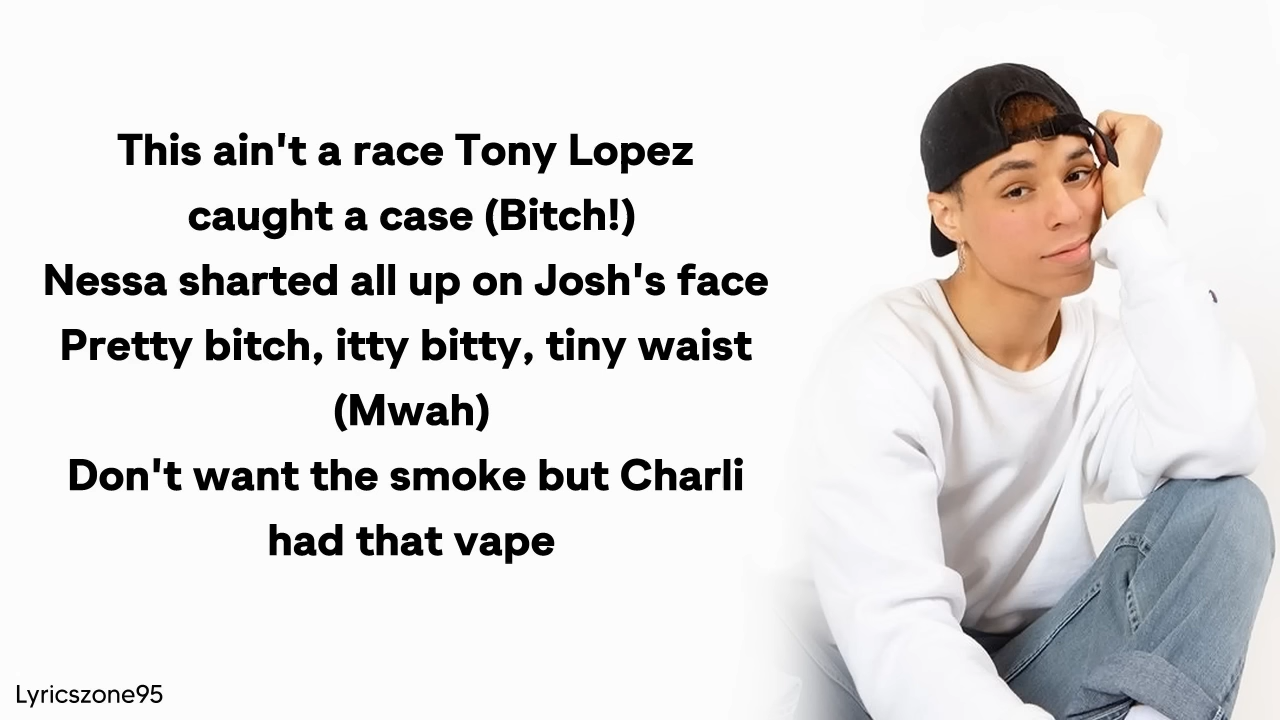 This ain't a race Tony Lopez
caught a case (Bitch!)
Nessa sharted all up on Josh's face
Pretty bitch, itty bitty, tiny waist
(Mwah)
Don't want the smoke but Charli
had that vape
Lyricszone95